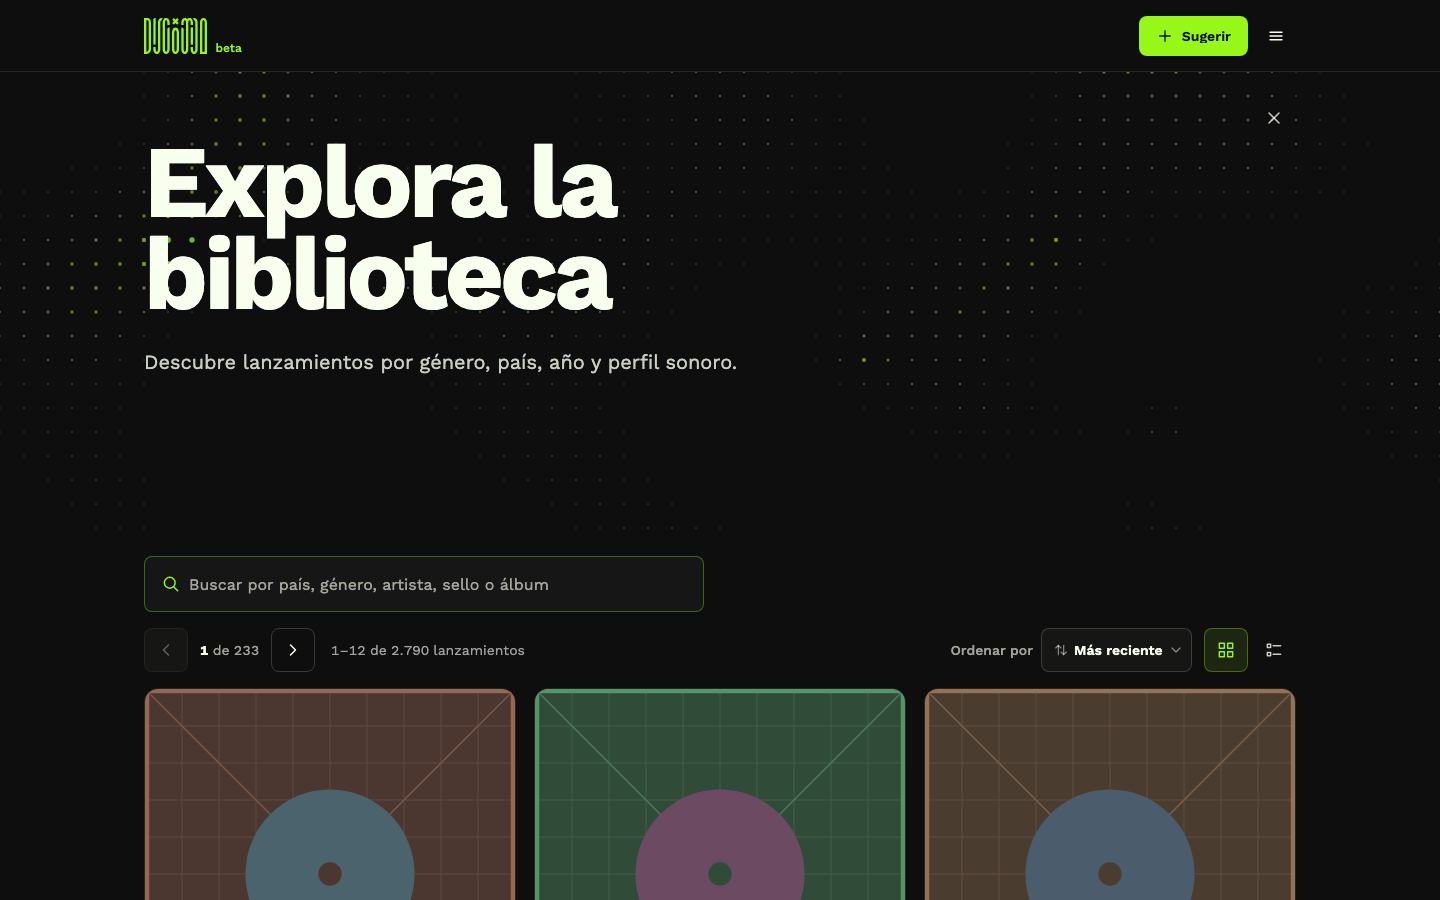 beta
Sugerir
Explora la
biblioteca
Descubre lanzamientos por género, país, año y perfil sonoro.
Buscar por país, género, artista, sello o álbum
1 de 233
1–12 de 2.790 lanzamientos
Ordenar por
Más reciente